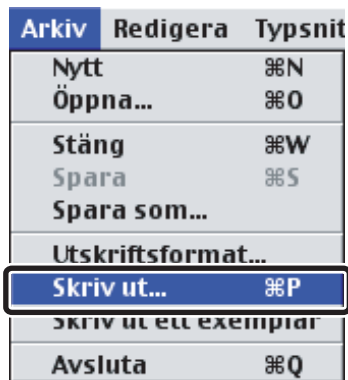 Arkiv Redigera Typsnit
Nytt ⌘N
Öppna... ⌘O
Stäng ⌘W
Spara ⌘S
Spara som...
Utskriftsformat...
Skriv ut... ⌘P
Skriv ut ett exemplar
Avsluta ⌘Q